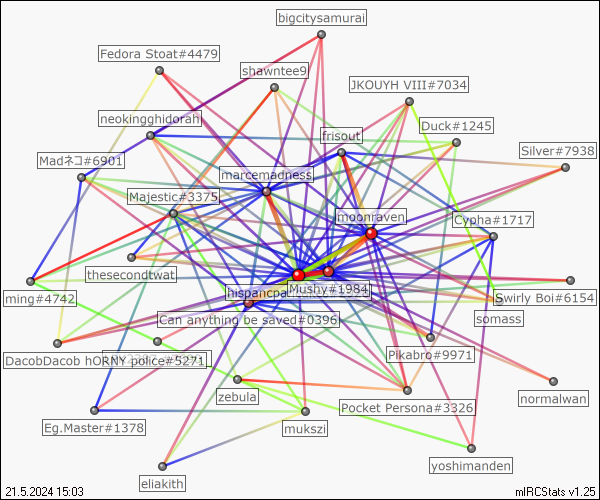 bigcitysamurai
Fedora Stoat#4479
shawntee9
JKOUYH VIII#7034
neokingghidorah
Duck#1245
frisout
Silver#7938
Madネコ#6901
marcemadness
Majestic#3375
moonraven
Cypha#1717
thesecondtwat
ming#4742
Mushy#1984
Swirly Boi#6154
somass
Can anything be saved#0396
DacobDacob hORNY police#5271
Pikabro#9971
zebula
normalwan
Pocket Persona#3326
Eg.Master#1378
mukszi
yoshimanden
eliakith
21.5.2024 15:03
mIRCStats v1.25